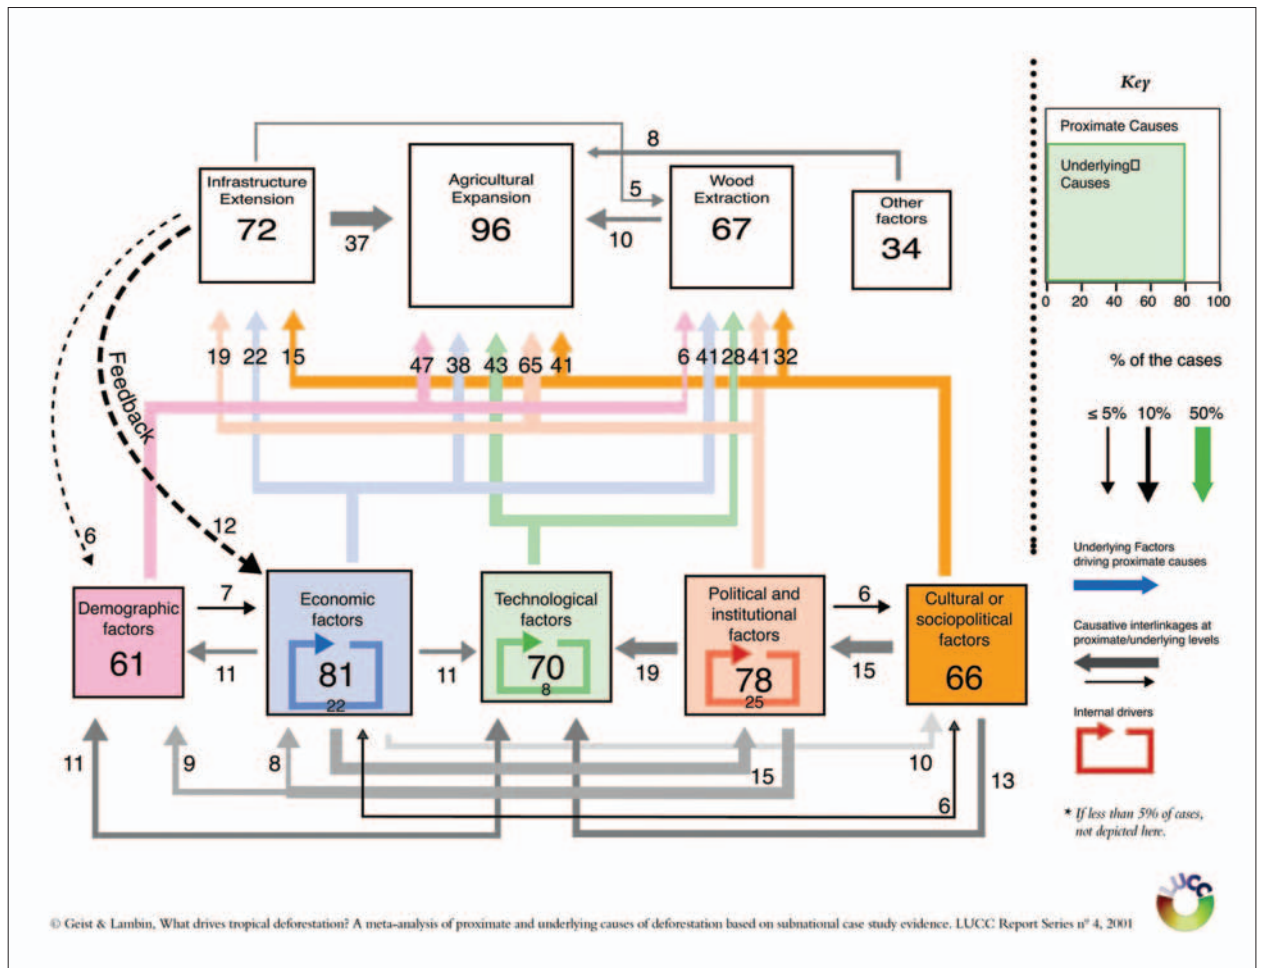 Key
Proximate Causes
Underlying
Causes
0 20 40 60 80 100
% of the cases
≤ 5% 10% 50%
Underlying Factors
driving proximate causes
Causative interlinkages at
proximate/underlying levels
Internal drivers
* If less than 5% of cases,
not depicted here.
LUCC
8
Infrastructure
Extension
72
37
Agricultural
Expansion
96
5
10
Wood
Extraction
67
Other
factors
34
19 22 15
47 38 43 65 41
6 41 28 41 32
Feedback
6
12
Demographic
factors
61
7
11
Economic
factors
81
22
11
Technological
factors
70
8
19
Political and
institutional
factors
78
25
6
15
Cultural or
sociopolitical
factors
66
11 9 8 15 10 13
6
© Geist & Lambin, What drives tropical deforestation? A meta-analysis of proximate and underlying causes of deforestation based on subnational case study evidence. LUCC Report Series nº 4, 2001